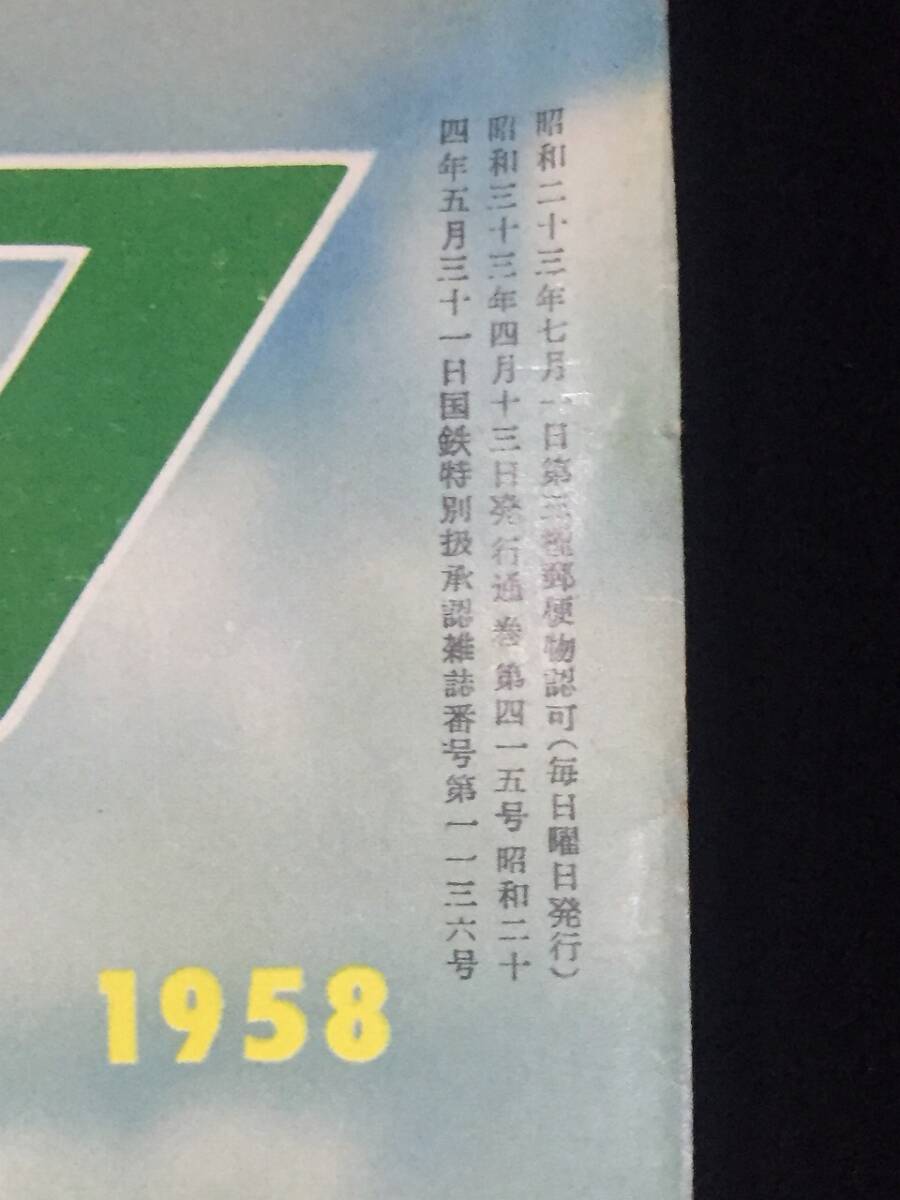 昭和二十三年七月一日第三種郵便物認可(毎日曜日発行)
昭和三十三年四月十三日発行通巻第四一五号昭和二十
四年五月三十一日国鉄特別扱承認雑誌番号第一一三六号
1958